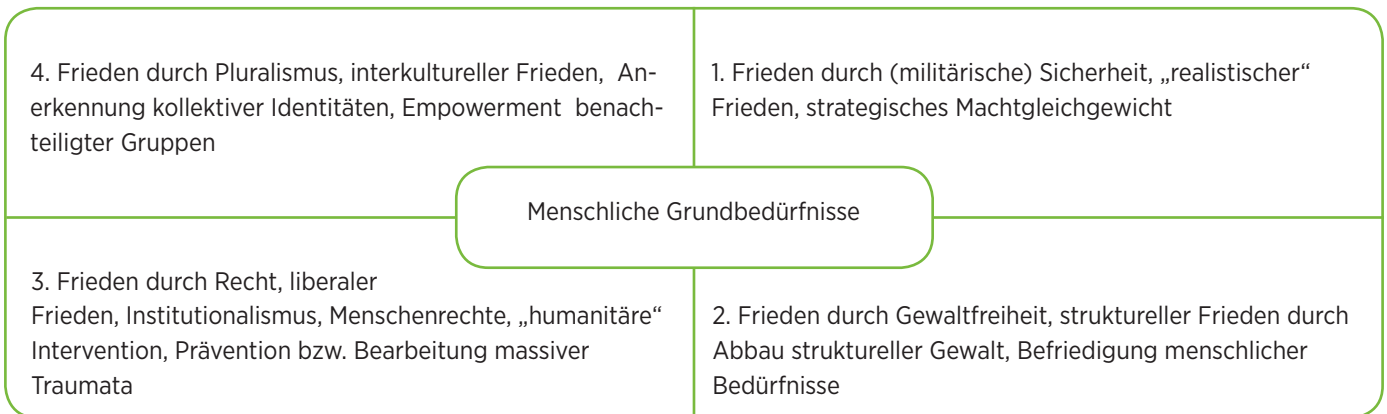 4. Frieden durch Pluralismus, interkultureller Frieden, An-
erkennung kollektiver Identitäten, Empowerment benach-
teiligter Gruppen
1. Frieden durch (militärische) Sicherheit, „realistischer“
Frieden, strategisches Machtgleichgewicht
Menschliche Grundbedürfnisse
3. Frieden durch Recht, liberaler
Frieden, Institutionalismus, Menschenrechte, „humanitäre“
Intervention, Prävention bzw. Bearbeitung massiver
Traumata
2. Frieden durch Gewaltfreiheit, struktureller Frieden durch
Abbau struktureller Gewalt, Befriedigung menschlicher
Bedürfnisse